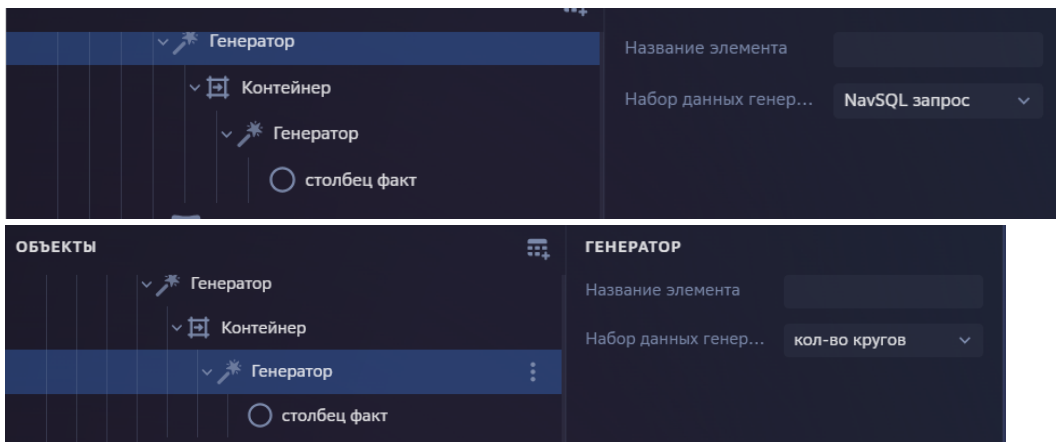 Генератор
Название элемента
Контейнер
Набор данных генер... NavSQL запрос
Генератор
столбец факт
ОБЪЕКТЫ
ГЕНЕРАТОР
Генератор
Название элемента
Контейнер
Набор данных генер... кол-во кругов
Генератор
столбец факт